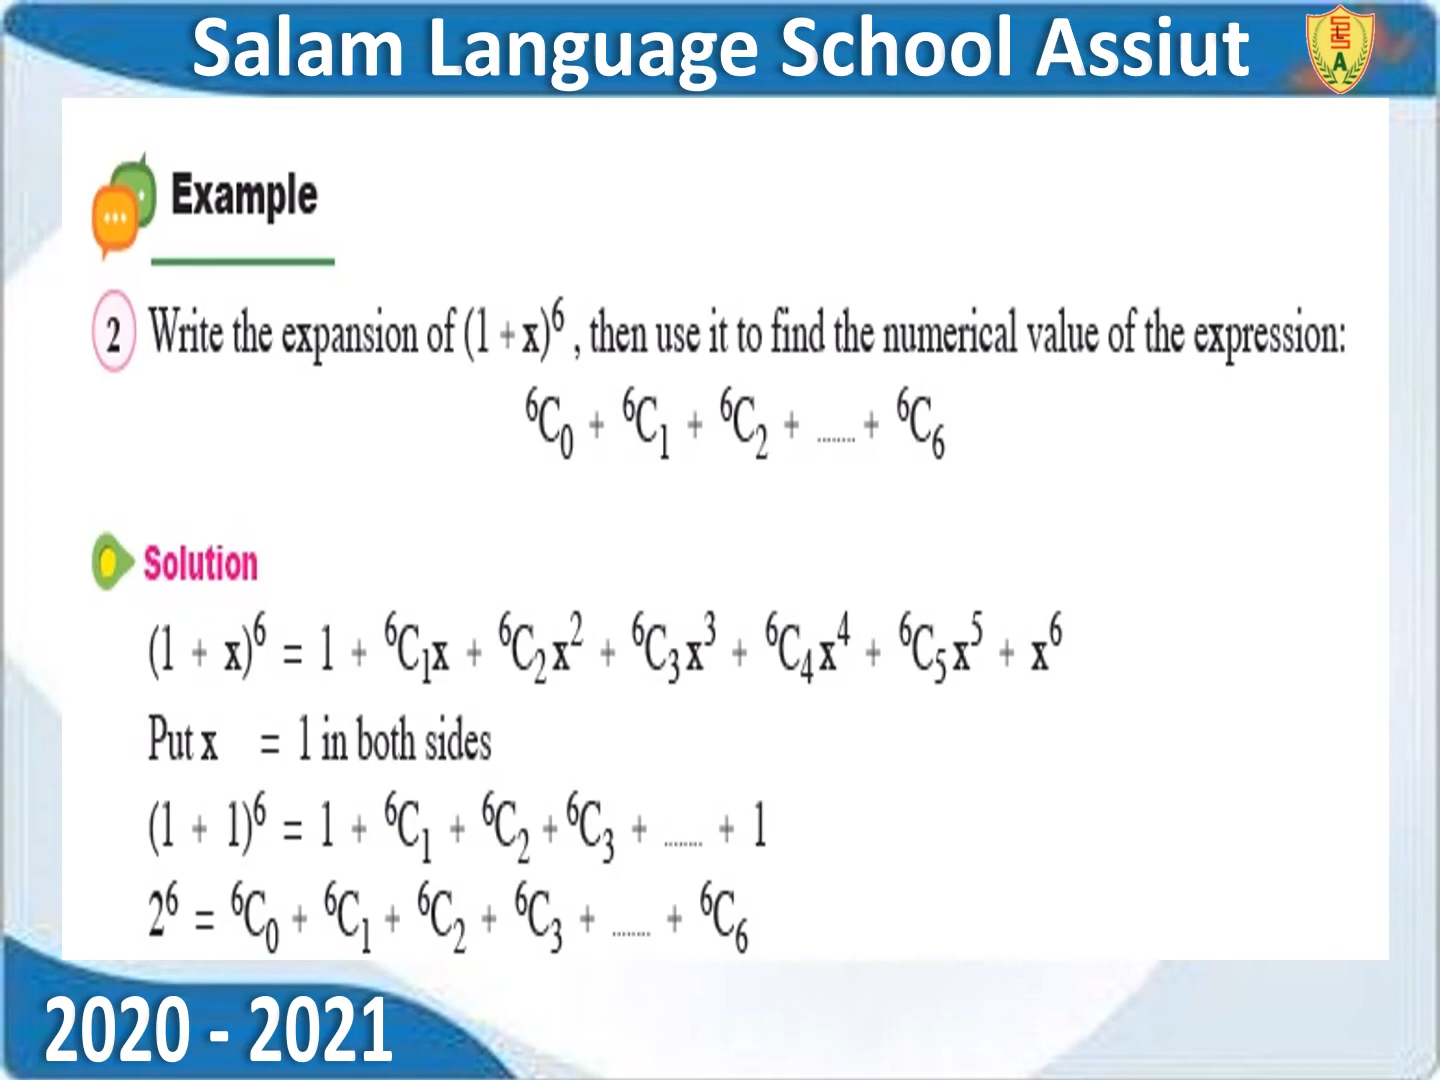 Salam Language School Assiut
Example
2 Write the expansion of (1 + x)⁶ , then use it to find the numerical value of the expression:
⁶C₀ + ⁶C₁ + ⁶C₂ + ........ + ⁶C₆
Solution
(1 + x)⁶ = 1 + ⁶C₁x + ⁶C₂x² + ⁶C₃x³ + ⁶C₄x⁴ + ⁶C₅x⁵ + x⁶
Put x = 1 in both sides
(1 + 1)⁶ = 1 + ⁶C₁ + ⁶C₂ + ⁶C₃ + ........ + 1
2⁶ = ⁶C₀ + ⁶C₁ + ⁶C₂ + ⁶C₃ + ........ + ⁶C₆
2020 - 2021